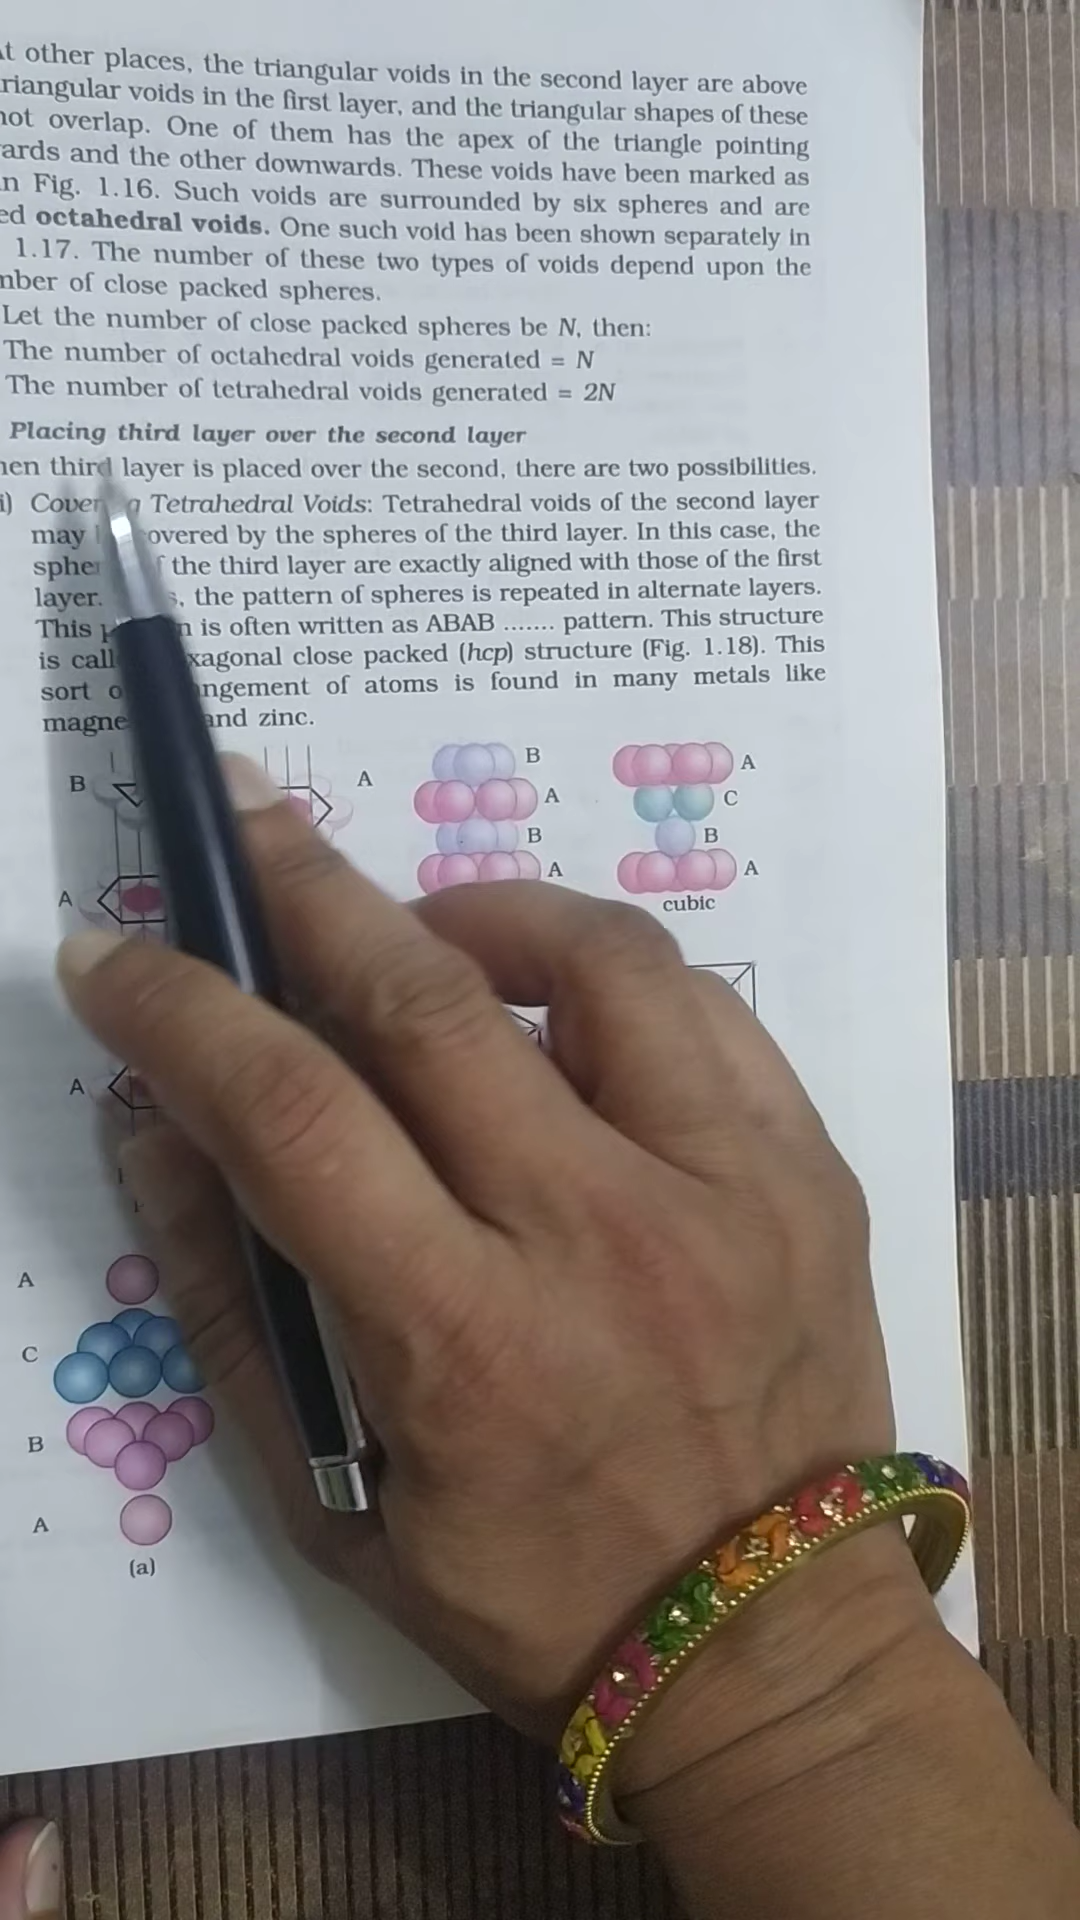 t other places, the triangular voids in the second layer are above
riangular voids in the first layer, and the triangular shapes of these
not overlap. One of them has the apex of the triangle pointing
ards and the other downwards. These voids have been marked as
n Fig. 1.16. Such voids are surrounded by six spheres and are
ed octahedral voids. One such void has been shown separately in
1.17. The number of these two types of voids depend upon the
mber of close packed spheres.
Let the number of close packed spheres be N, then:
The number of octahedral voids generated = N
The number of tetrahedral voids generated = 2N
Placing third layer over the second layer
hen third layer is placed over the second, there are two possibilities.
i) Cover g Tetrahedral Voids: Tetrahedral voids of the second layer
may overed by the spheres of the third layer. In this case, the
spher f the third layer are exactly aligned with those of the first
layer. s, the pattern of spheres is repeated in alternate layers.
This n is often written as ABAB ....... pattern. This structure
is call xagonal close packed (hcp) structure (Fig. 1.18). This
sort o ngement of atoms is found in many metals like
magne and zinc.
B A B A
A B C
A B
A A A
cubic
A
A
C
B
A
(a)